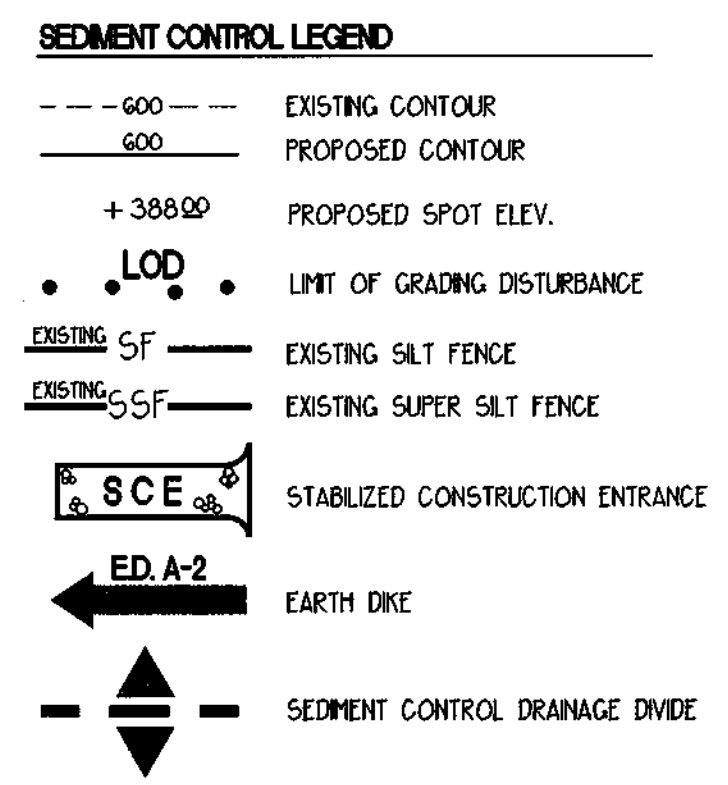 SEDIMENT CONTROL LEGEND
600 EXISTING CONTOUR
600 PROPOSED CONTOUR
+ 388.00 PROPOSED SPOT ELEV.
LOD LIMIT OF GRADING DISTURBANCE
EXISTING SF EXISTING SILT FENCE
EXISTING SSF EXISTING SUPER SILT FENCE
SCE STABILIZED CONSTRUCTION ENTRANCE
E.D. A-2 EARTH DIKE
SEDIMENT CONTROL DRAINAGE DIVIDE